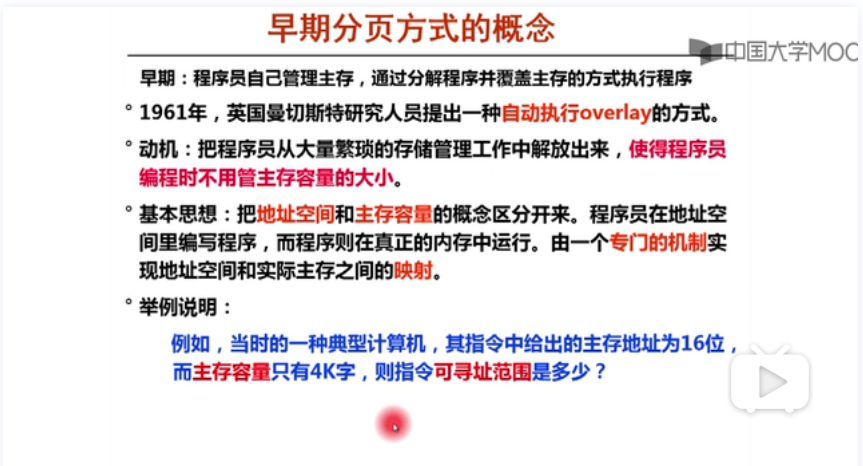 早期分页方式的概念
中国大学MOO
早期：程序员自己管理主存，通过分解程序并覆盖主存的方式执行程序
° 1961年，英国曼切斯特研究人员提出一种自动执行overlay的方式。
° 动机：把程序员从大量繁琐的存储管理工作中解放出来，使得程序员
编程时不用管主存容量的大小。
° 基本思想：把地址空间和主存容量的概念区分开来。程序员在地址空
间里编写程序，而程序则在真正的内存中运行。由一个专门的机制实
现地址空间和实际主存之间的映射。
° 举例说明：
例如，当时的一种典型计算机，其指令中给出的主存地址为16位，
而主存容量只有4K字，则指令可寻址范围是多少？